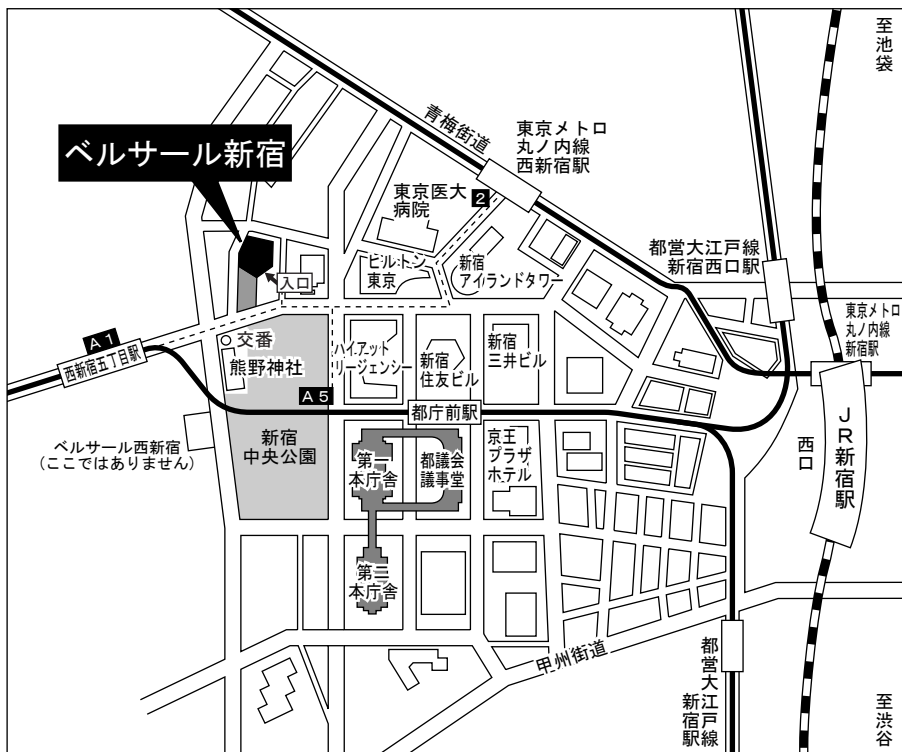 至池袋
青梅街道
東京メトロ
丸ノ内線
西新宿駅
ベルサール新宿
東京医大
病院
2
都営大江戸線
新宿西口駅
ヒルトン
東京
新宿
アイランドタワー
入口
東京メトロ
丸ノ内線
新宿駅
A1
西新宿五丁目駅
交番
熊野神社
ハイアット
リージェンシー
新宿
住友ビル
新宿
三井ビル
A5
都庁前駅
JR新宿駅
西口
ベルサール西新宿
(ここではありません)
新宿
中央公園
第一
本庁舎
都議会
議事堂
京王
プラザ
ホテル
第二
本庁舎
甲州街道
都営大江戸線
新宿駅
至渋谷